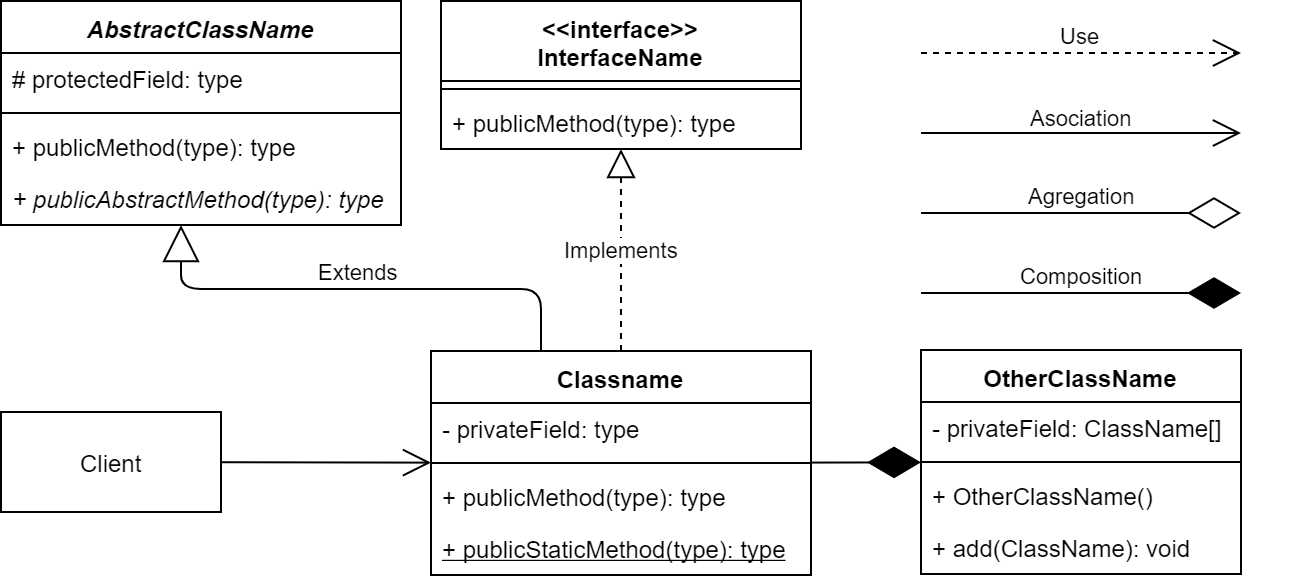 AbstractClassName
# protectedField: type
+ publicMethod(type): type
+ publicAbstractMethod(type): type
<<interface>>
InterfaceName
+ publicMethod(type): type
Use
Asociation
Agregation
Composition
Extends
Implements
Client
Classname
- privateField: type
+ publicMethod(type): type
+ publicStaticMethod(type): type
OtherClassName
- privateField: ClassName[]
+ OtherClassName()
+ add(ClassName): void